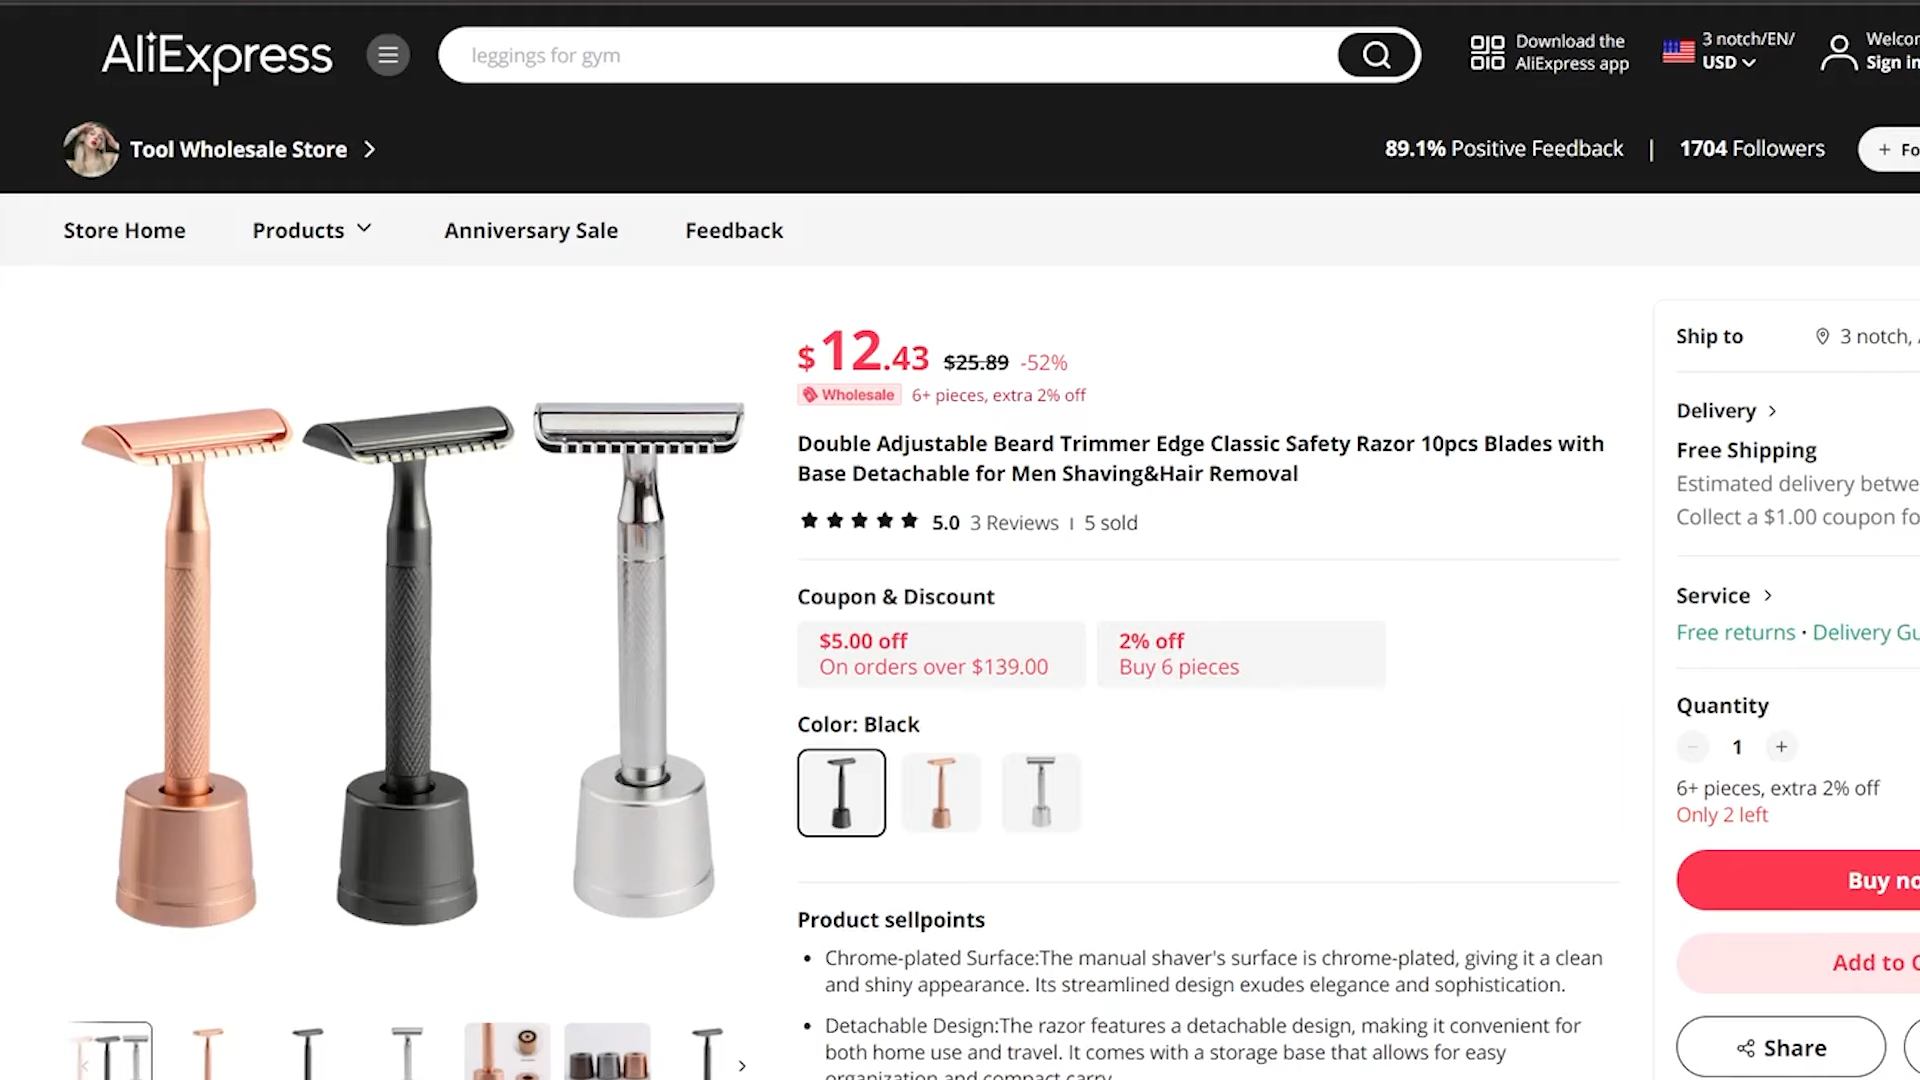 AliExpress
leggings for gym
Download the
AliExpress app
3 notch/EN/
USD
Welcom
Sign in
Tool Wholesale Store
89.1% Positive Feedback | 1704 Followers
+ Fo
Store Home
Products
Anniversary Sale
Feedback
$12.43 $25.89 -52%
Wholesale 6+ pieces, extra 2% off
Double Adjustable Beard Trimmer Edge Classic Safety Razor 10pcs Blades with
Base Detachable for Men Shaving&Hair Removal
5.0 3 Reviews | 5 sold
Coupon & Discount
$5.00 off
On orders over $139.00
2% off
Buy 6 pieces
Color: Black
Product sellpoints
• Chrome-plated Surface:The manual shaver's surface is chrome-plated, giving it a clean
and shiny appearance. Its streamlined design exudes elegance and sophistication.
• Detachable Design:The razor features a detachable design, making it convenient for
both home use and travel. It comes with a storage base that allows for easy
organization and compact carry.
Ship to
3 notch,
Delivery
Free Shipping
Estimated delivery betwe
Collect a $1.00 coupon fo
Service
Free returns · Delivery Gu
Quantity
- 1 +
6+ pieces, extra 2% off
Only 2 left
Buy no
Add to C
Share